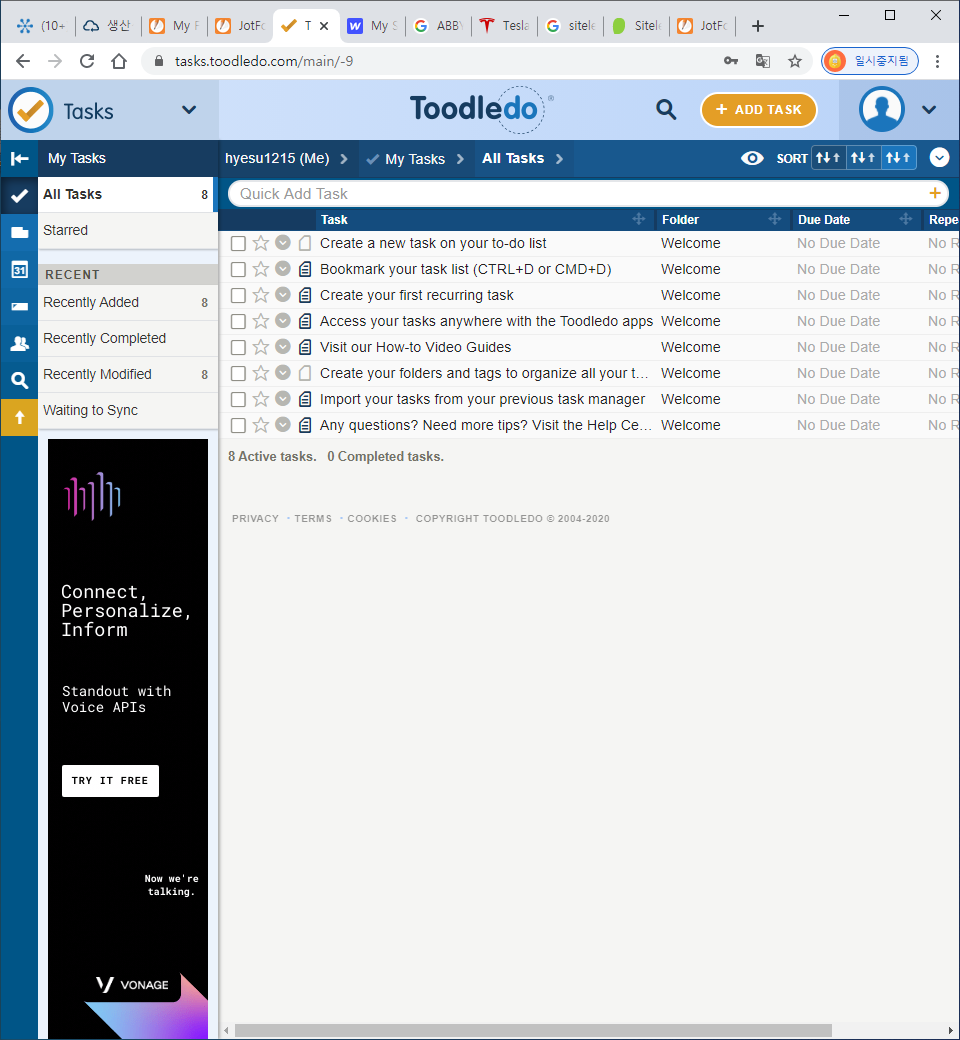 (10+
생산
My F
JotFo
T
My S
ABBY
Tesla
sitele
Sitele
JotFo
tasks.toodledo.com/main/-9
일시중지됨
Tasks
Toodledo®
+ ADD TASK
My Tasks
hyesu1215 (Me)
My Tasks
All Tasks
SORT
All Tasks 8
Starred
RECENT
Recently Added 8
Recently Completed
Recently Modified 8
Waiting to Sync
31
Quick Add Task
Task Folder Due Date Repe
Create a new task on your to-do list Welcome No Due Date No R
Bookmark your task list (CTRL+D or CMD+D) Welcome No Due Date No R
Create your first recurring task Welcome No Due Date No R
Access your tasks anywhere with the Toodledo apps Welcome No Due Date No R
Visit our How-to Video Guides Welcome No Due Date No R
Create your folders and tags to organize all your t... Welcome No Due Date No R
Import your tasks from your previous task manager Welcome No Due Date No R
Any questions? Need more tips? Visit the Help Ce... Welcome No Due Date No R
8 Active tasks. 0 Completed tasks.
PRIVACY · TERMS · COOKIES · COPYRIGHT TOODLEDO © 2004-2020
Connect,
Personalize,
Inform
Standout with
Voice APIs
TRY IT FREE
Now we're
talking.
VONAGE